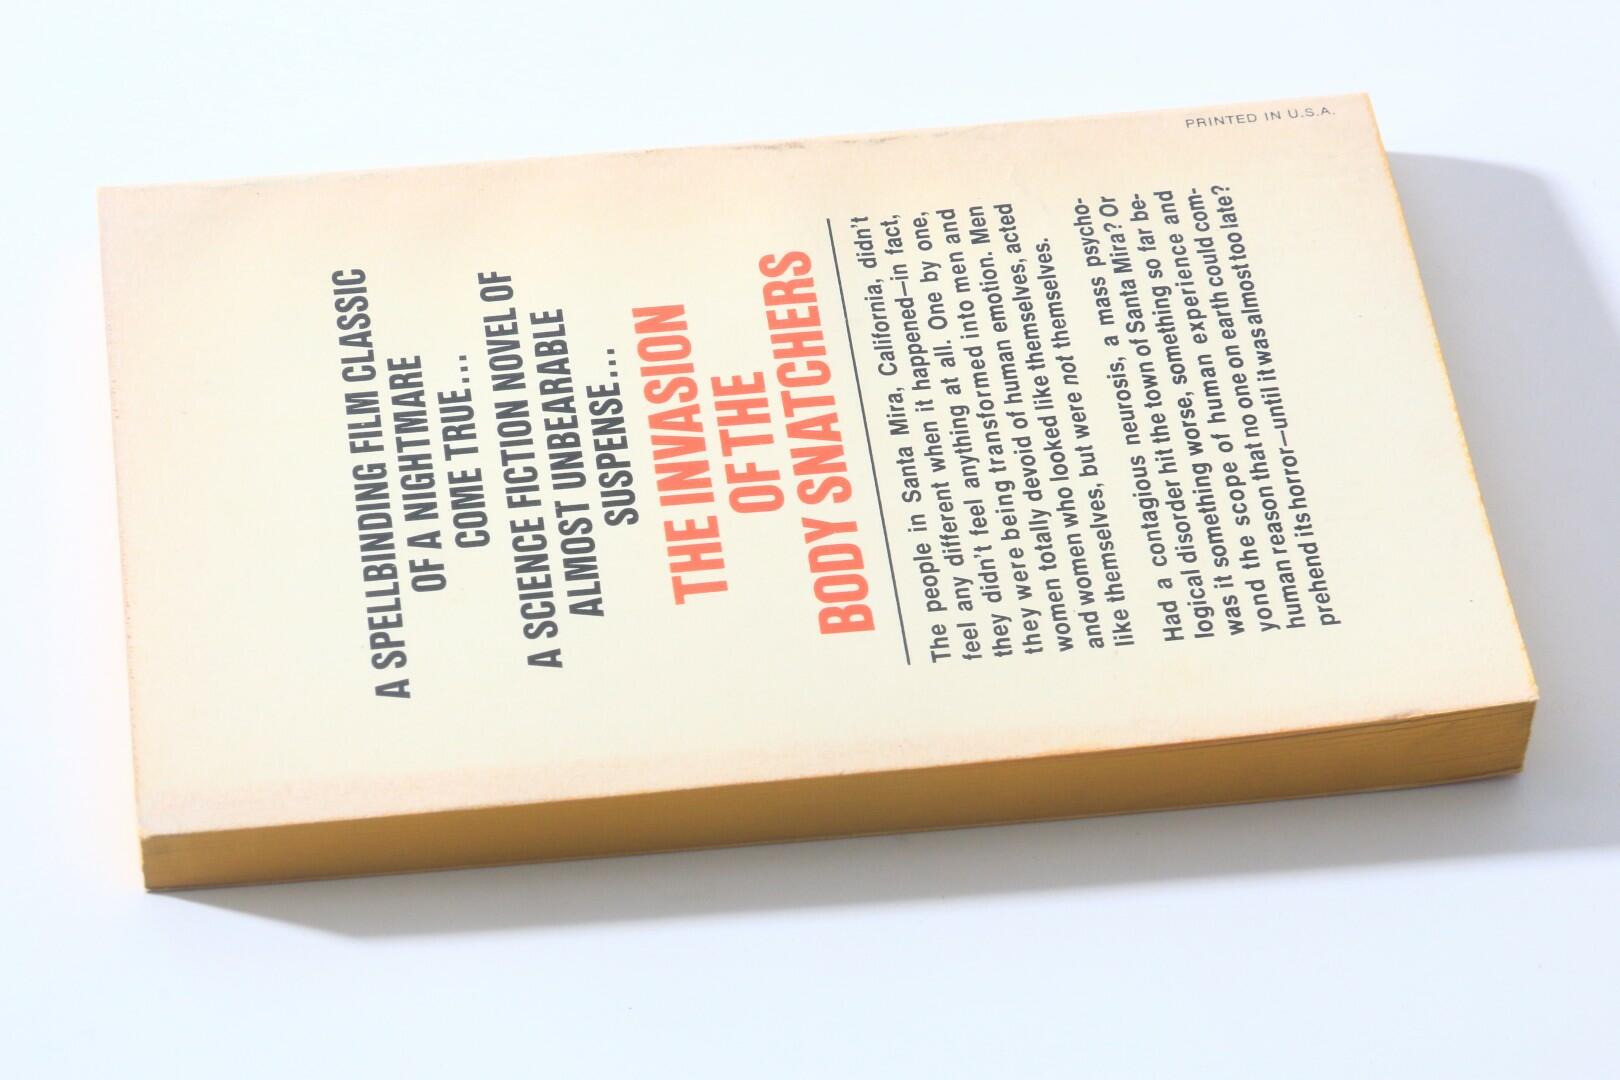 A SPELLBINDING FILM CLASSIC
OF A NIGHTMARE
COME TRUE...
A SCIENCE FICTION NOVEL OF
ALMOST UNBEARABLE
SUSPENSE...
THE INVASION
OF THE
BODY SNATCHERS
The people in Santa Mira, California, didn't
feel any different when it happened—in fact,
they didn't feel anything at all. One by one,
they were being transformed into men and
women totally devoid of human emotion. Men
and women who looked like themselves, acted
like themselves, but were not themselves.
Had a contagious neurosis, a mass psycho-
logical disorder hit the town of Santa Mira? Or
was it something worse, something so far be-
yond the scope of human experience and
human reason that no one on earth could com-
prehend its horror—until it was almost too late?
PRINTED IN U.S.A.